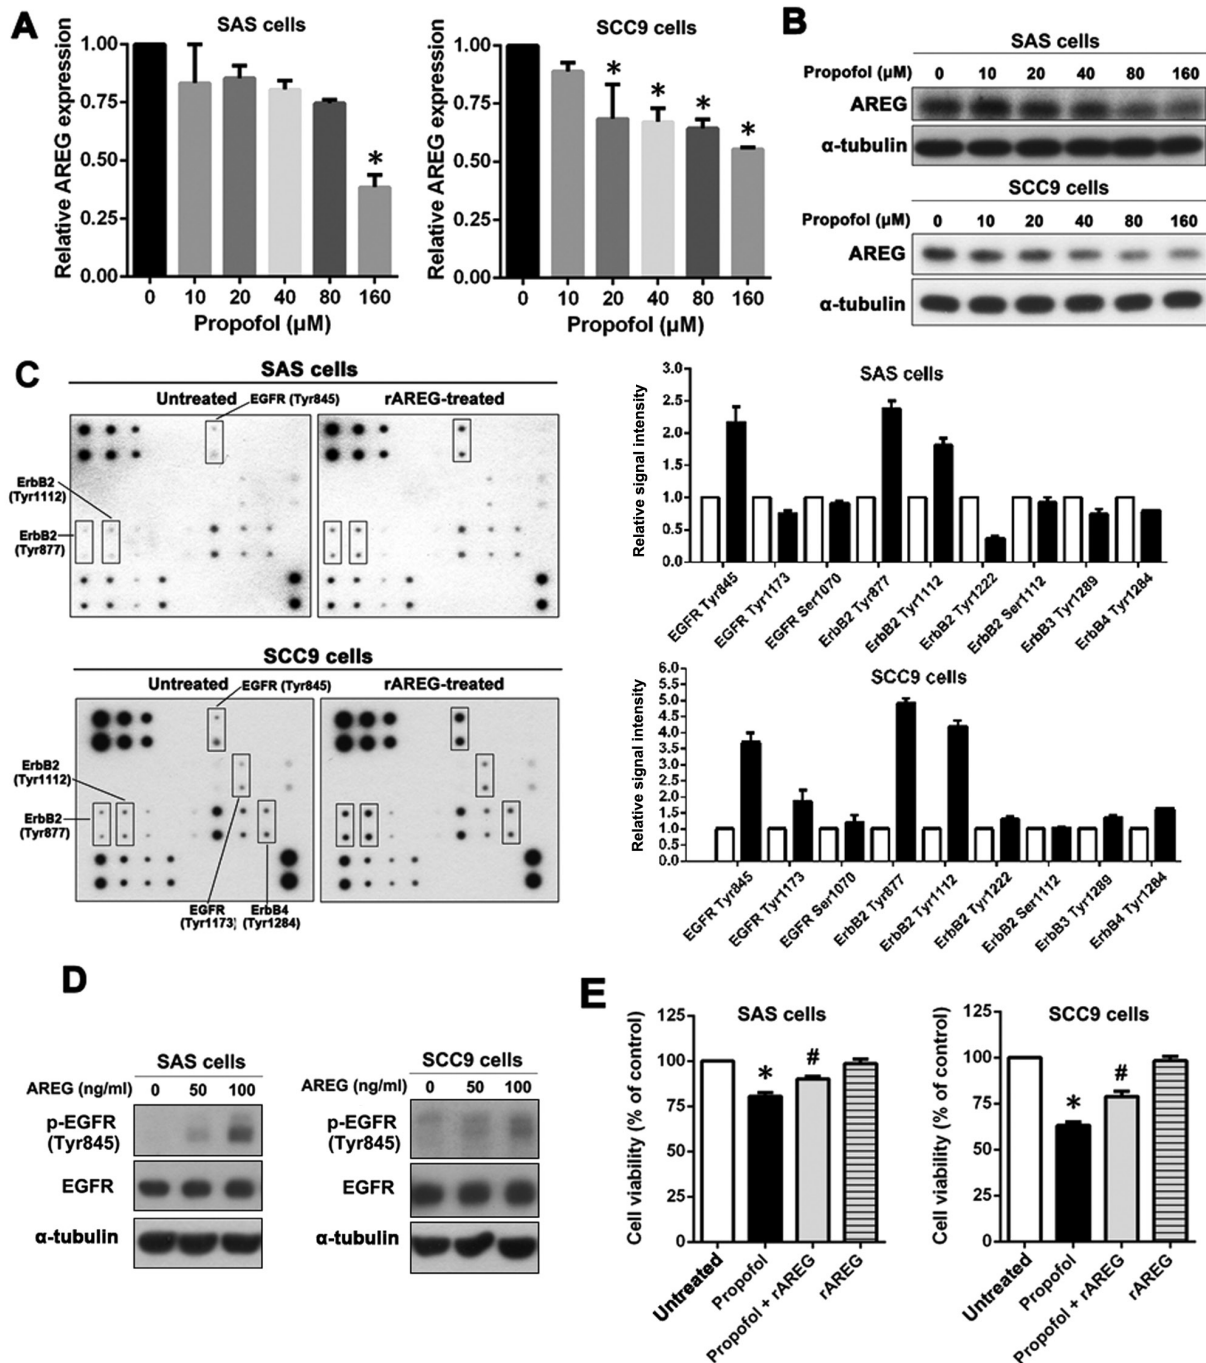 A
SAS cells
Relative AREG expression
1.00
0.75
0.50
0.25
0.00
*
0 10 20 40 80 160
Propofol (µM)
SCC9 cells
Relative AREG expression
1.00
0.75
0.50
0.25
0.00
* * * *
0 10 20 40 80 160
Propofol (µM)
B
SAS cells
Propofol (µM) 0 10 20 40 80 160
AREG
α-tubulin
SCC9 cells
Propofol (µM) 0 10 20 40 80 160
AREG
α-tubulin
C
SAS cells
Untreated
EGFR (Tyr845)
rAREG-treated
ErbB2
(Tyr1112)
ErbB2
(Tyr877)
SCC9 cells
Untreated
EGFR (Tyr845)
rAREG-treated
ErbB2
(Tyr1112)
ErbB2
(Tyr877)
EGFR
(Tyr1173)
ErbB4
(Tyr1284)
SAS cells
Relative signal intensity
3.0
2.5
2.0
1.5
1.0
0.5
0.0
EGFR Tyr845
EGFR Tyr1173
EGFR Ser1070
ErbB2 Tyr877
ErbB2 Tyr1112
ErbB2 Tyr1222
ErbB2 Ser1112
ErbB3 Tyr1289
ErbB4 Tyr1284
SCC9 cells
Relative signal intensity
6.0
5.5
5.0
4.5
4.0
3.5
3.0
2.5
2.0
1.5
1.0
0.5
0.0
EGFR Tyr845
EGFR Tyr1173
EGFR Ser1070
ErbB2 Tyr877
ErbB2 Tyr1112
ErbB2 Tyr1222
ErbB2 Ser1112
ErbB3 Tyr1289
ErbB4 Tyr1284
D
SAS cells
AREG (ng/ml) 0 50 100
p-EGFR
(Tyr845)
EGFR
α-tubulin
SCC9 cells
AREG (ng/ml) 0 50 100
p-EGFR
(Tyr845)
EGFR
α-tubulin
E
SAS cells
Cell viability (% of control)
125
100
75
50
25
0
* #
Untreated
Propofol
Propofol + rAREG
rAREG
SCC9 cells
Cell viability (% of control)
125
100
75
50
25
0
* #
Untreated
Propofol
Propofol + rAREG
rAREG